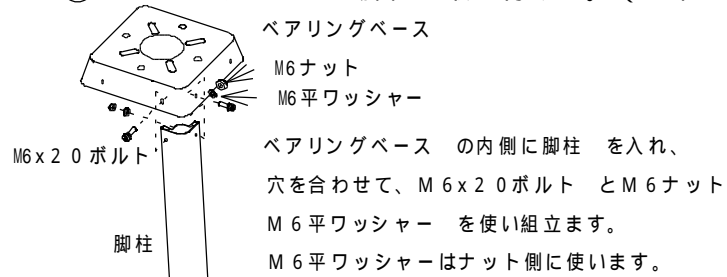 ベアリングベース
M6ナット
M6平ワッシャー
M6x20ボルト
ベアリングベース の内側に脚柱 を入れ、
穴を合わせて、M6x20ボルト とM6ナット
M6平ワッシャー を使い組立ます。
脚柱
M6平ワッシャーはナット側に使います。